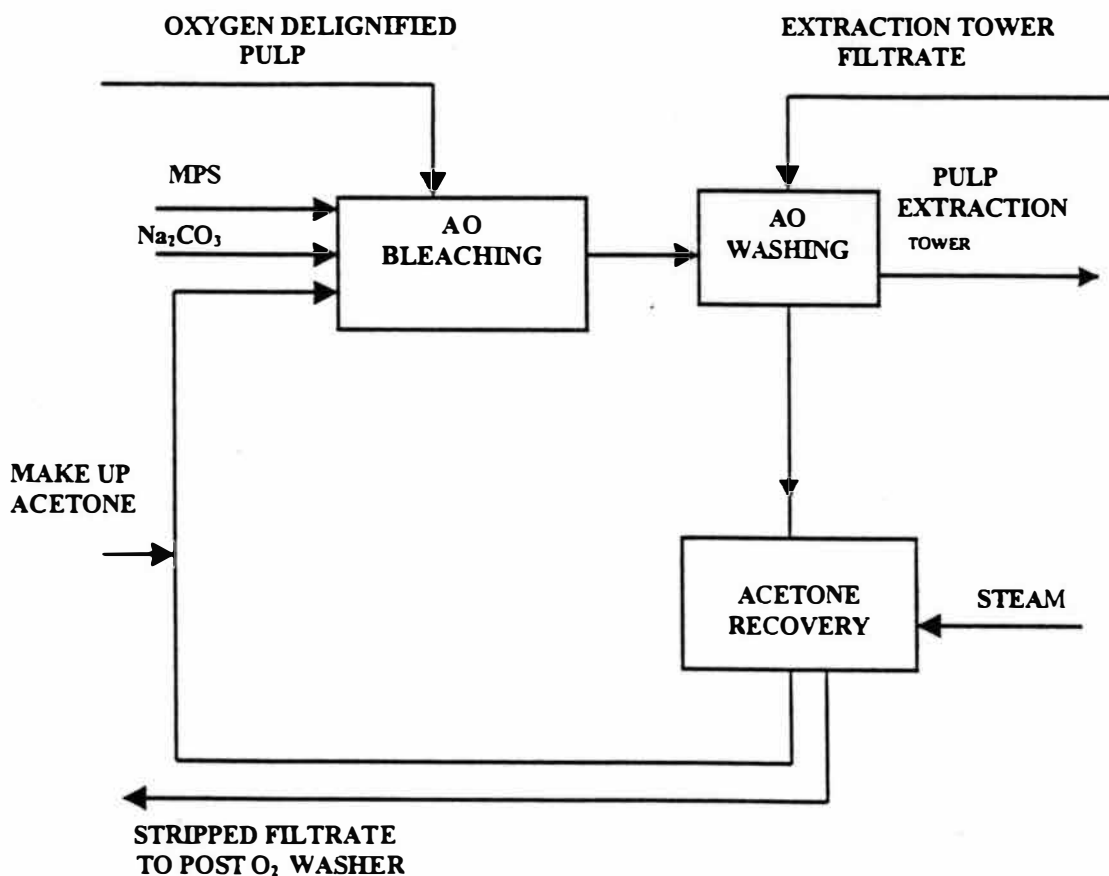 OXYGEN DELIGNIFIED
PULP
EXTRACTION TOWER
FILTRATE
MPS
Na₂CO₃
AO
BLEACHING
AO
WASHING
PULP
EXTRACTION
TOWER
MAKE UP
ACETONE
ACETONE
RECOVERY
STEAM
STRIPPED FILTRATE
TO POST O₂ WASHER